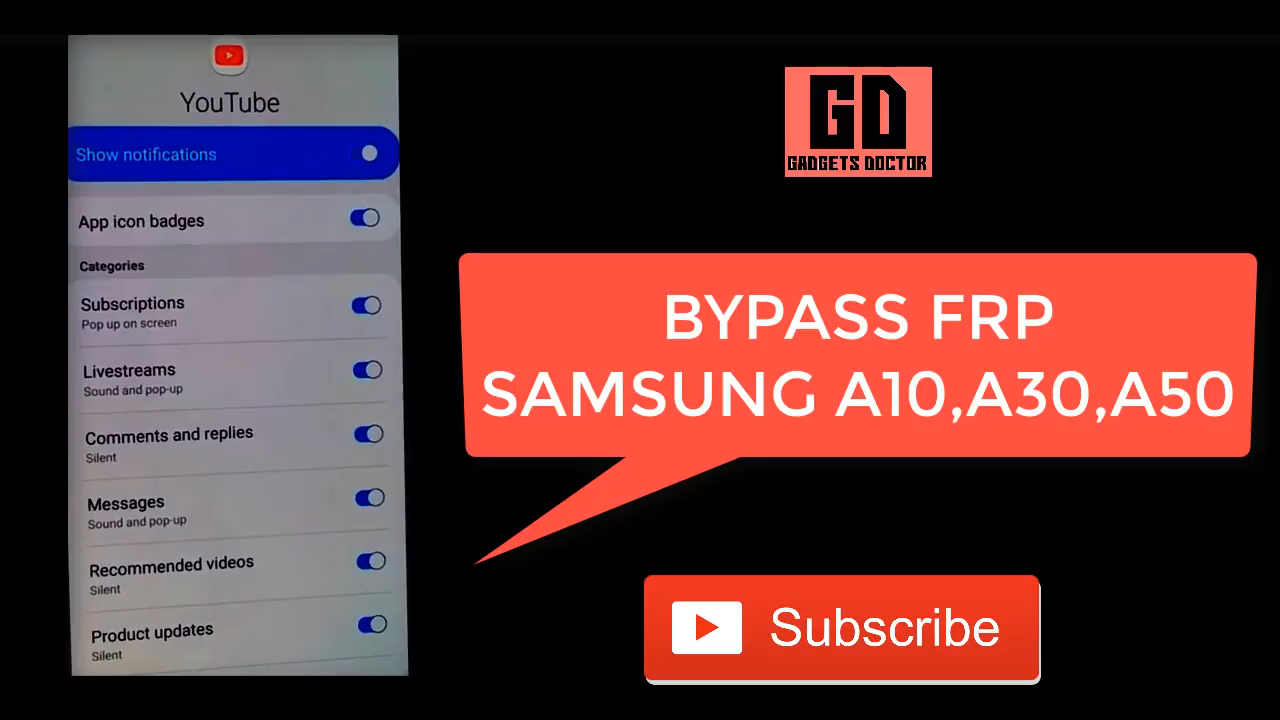 YouTube
Show notifications
App icon badges
Categories
Subscriptions
Pop up on screen
Livestreams
Sound and pop-up
Comments and replies
Silent
Messages
Sound and pop-up
Recommended videos
Silent
Product updates
Silent
GD
GADGETS DOCTOR
BYPASS FRP
SAMSUNG A10,A30,A50
Subscribe